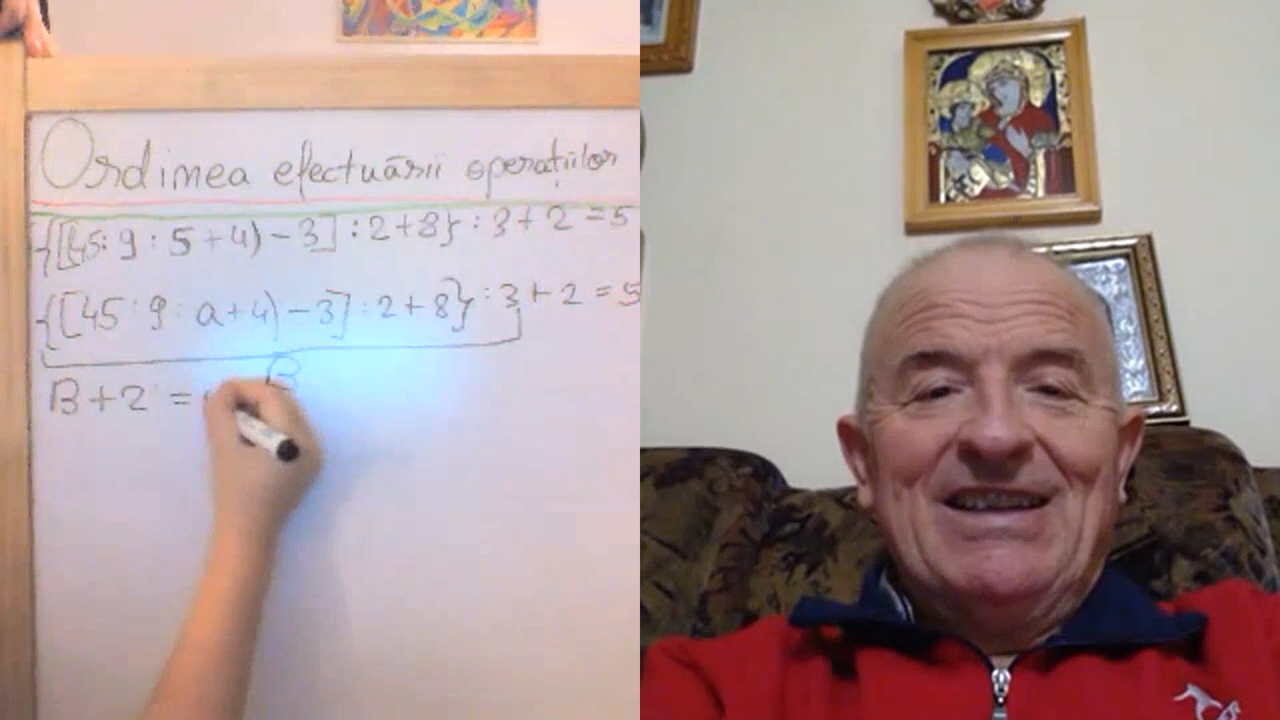 Ordinea efectuării operațiilor
{[(45:9:5+4)-3]:2+8}:3+2=5
{[45:9:a+4)-3]:2+8}:3+2=5
B
B+2=